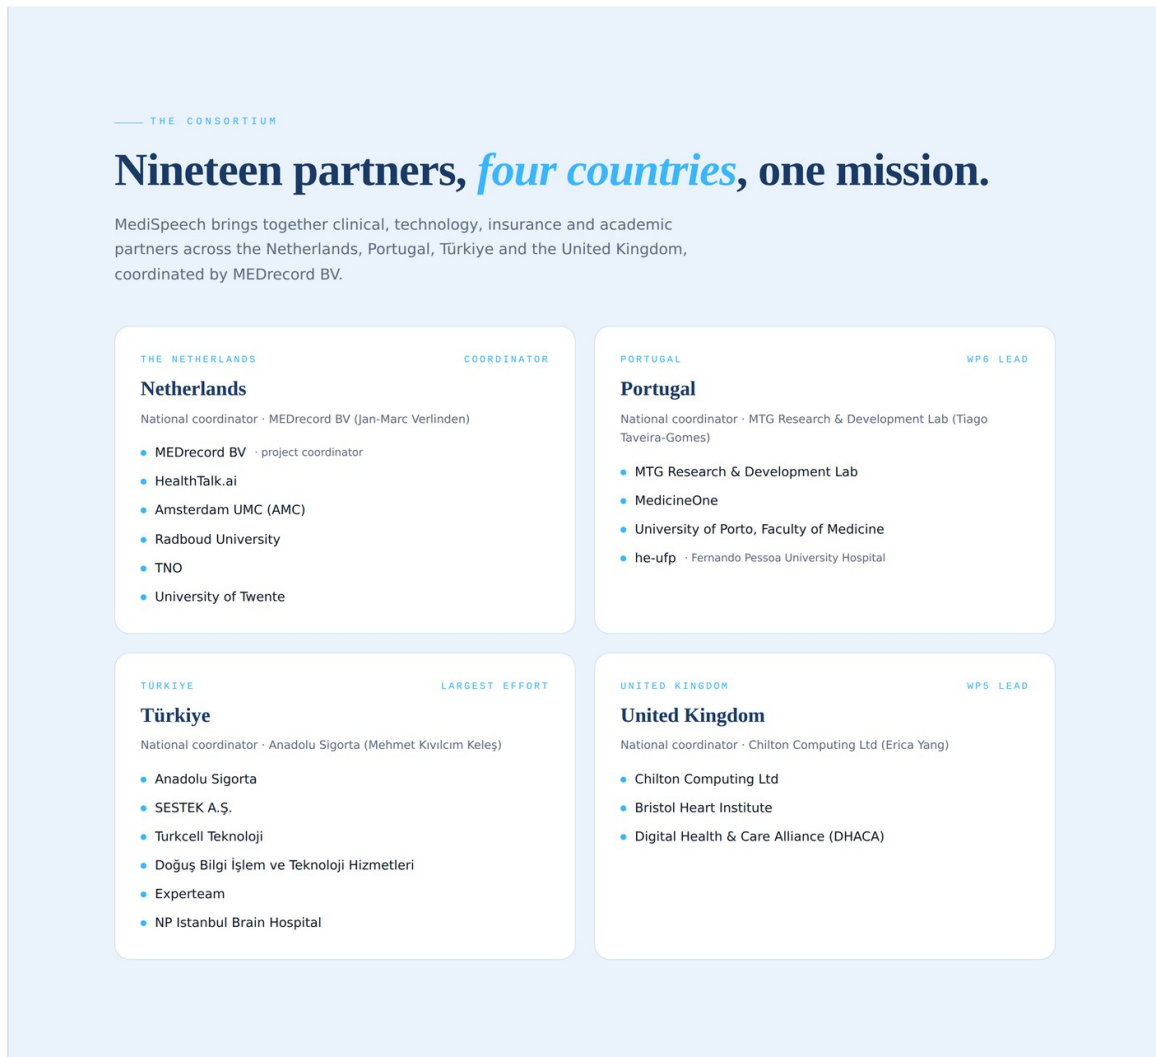 THE CONSORTIUM
Nineteen partners, four countries, one mission.
MediSpeech brings together clinical, technology, insurance and academic
partners across the Netherlands, Portugal, Türkiye and the United Kingdom,
coordinated by MEDrecord BV.
THE NETHERLANDS
COORDINATOR
Netherlands
National coordinator · MEDrecord BV (Jan-Marc Verlinden)
MEDrecord BV · project coordinator
HealthTalk.ai
Amsterdam UMC (AMC)
Radboud University
TNO
University of Twente
PORTUGAL
WP6 LEAD
Portugal
National coordinator · MTG Research & Development Lab (Tiago
Taveira-Gomes)
MTG Research & Development Lab
MedicineOne
University of Porto, Faculty of Medicine
he-ufp · Fernando Pessoa University Hospital
TÜRKIYE
LARGEST EFFORT
Türkiye
National coordinator · Anadolu Sigorta (Mehmet Kıvılcım Keleş)
Anadolu Sigorta
SESTEK A.Ş.
Turkcell Teknoloji
Doğuş Bilgi İşlem ve Teknoloji Hizmetleri
Experteam
NP Istanbul Brain Hospital
UNITED KINGDOM
WP5 LEAD
United Kingdom
National coordinator · Chilton Computing Ltd (Erica Yang)
Chilton Computing Ltd
Bristol Heart Institute
Digital Health & Care Alliance (DHACA)